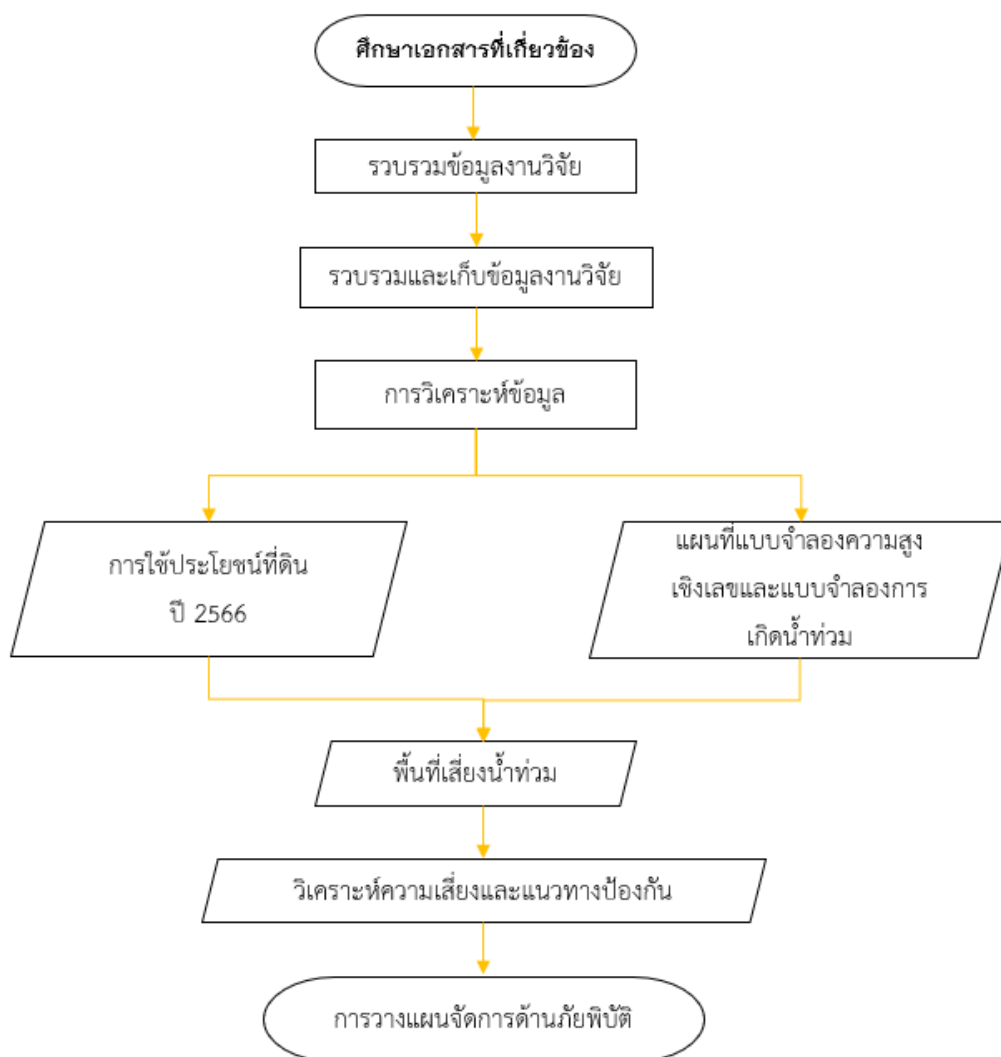 ศึกษาเอกสารที่เกี่ยวข้อง
รวบรวมข้อมูลงานวิจัย
รวบรวมและเก็บข้อมูลงานวิจัย
การวิเคราะห์ข้อมูล
การใช้ประโยชน์ที่ดิน
ปี 2566
แผนที่แบบจำลองความสูง
เชิงเลขและแบบจำลองการ
เกิดน้ำท่วม
พื้นที่เสี่ยงน้ำท่วม
วิเคราะห์ความเสี่ยงและแนวทางป้องกัน
การวางแผนจัดการด้านภัยพิบัติ